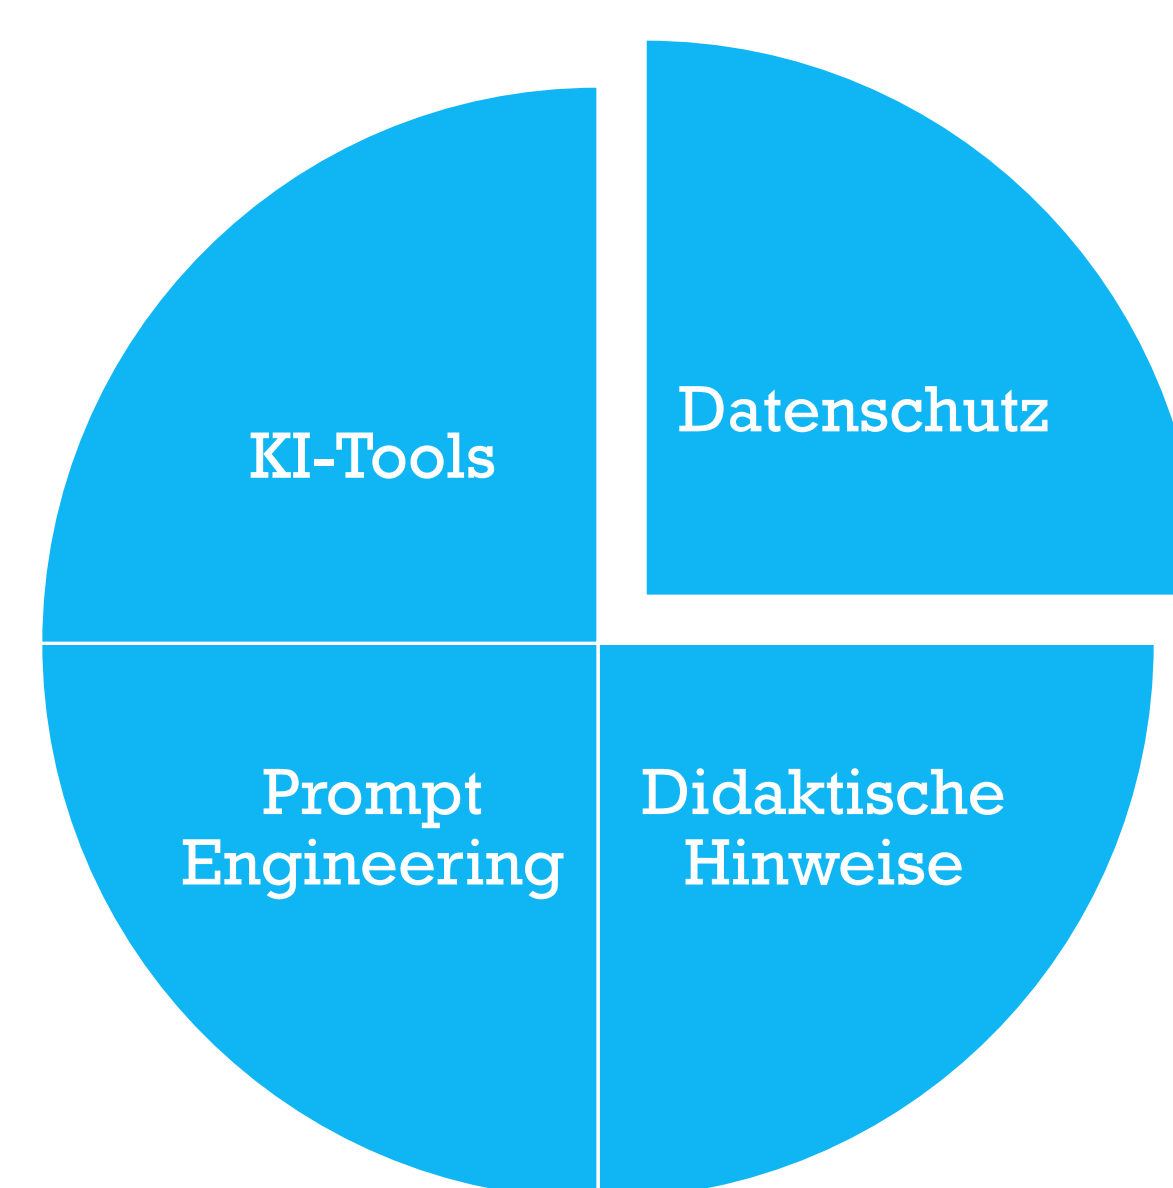 KI-Tools
Datenschutz
Prompt
Engineering
Didaktische
Hinweise